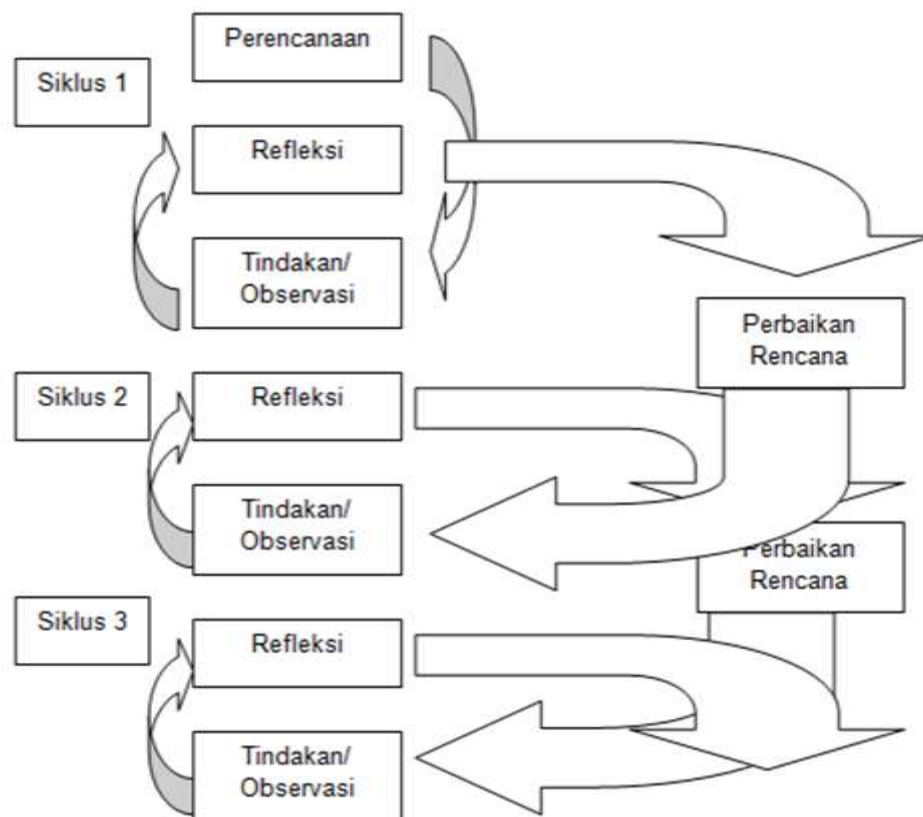 Perencanaan
Siklus 1
Refleksi
Tindakan/
Observasi
Perbaikan
Rencana
Siklus 2
Refleksi
Tindakan/
Observasi
Perbaikan
Rencana
Siklus 3
Refleksi
Tindakan/
Observasi